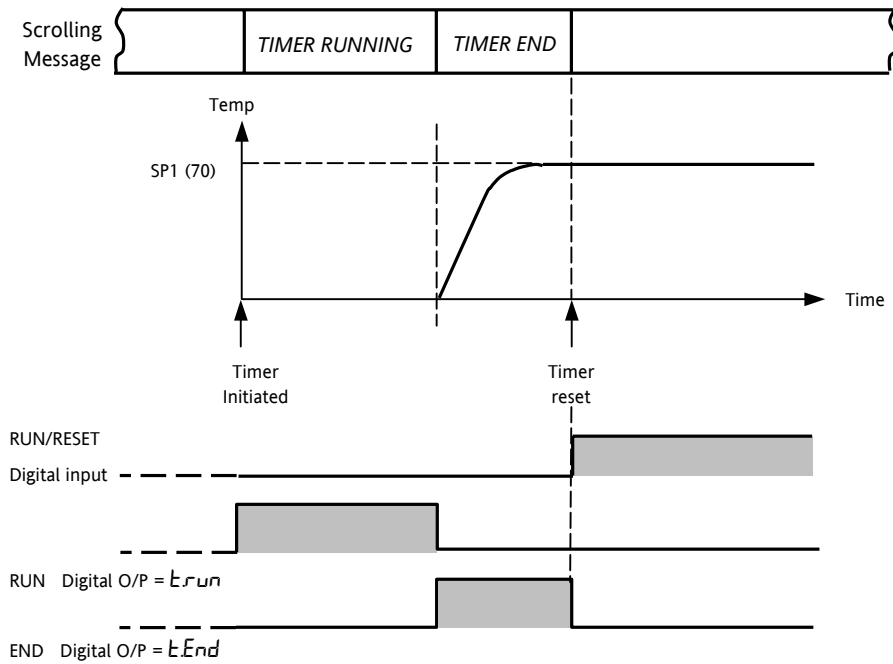 Scrolling
Message
TIMER RUNNING
TIMER END
Temp
SP1 (70)
Time
Timer
Initiated
Timer
reset
RUN/RESET
Digital input
RUN Digital O/P = t.run
END Digital O/P = t.End